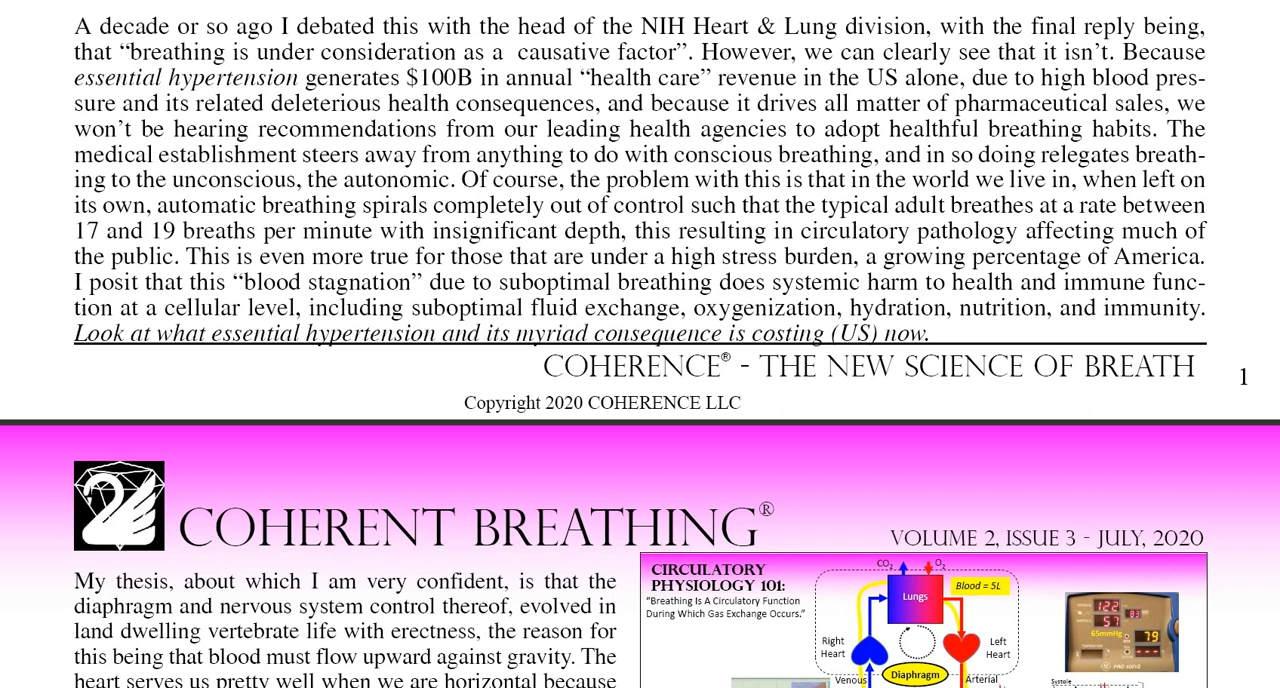 A decade or so ago I debated this with the head of the NIH Heart & Lung division, with the final reply being,
that “breathing is under consideration as a causative factor”. However, we can clearly see that it isn’t. Because
essential hypertension generates $100B in annual “health care” revenue in the US alone, due to high blood pres-
sure and its related deleterious health consequences, and because it drives all matter of pharmaceutical sales, we
won’t be hearing recommendations from our leading health agencies to adopt healthful breathing habits. The
medical establishment steers away from anything to do with conscious breathing, and in so doing relegates breath-
ing to the unconscious, the autonomic. Of course, the problem with this is that in the world we live in, when left on
its own, automatic breathing spirals completely out of control such that the typical adult breathes at a rate between
17 and 19 breaths per minute with insignificant depth, this resulting in circulatory pathology affecting much of
the public. This is even more true for those that are under a high stress burden, a growing percentage of America.
I posit that this “blood stagnation” due to suboptimal breathing does systemic harm to health and immune func-
tion at a cellular level, including suboptimal fluid exchange, oxygenization, hydration, nutrition, and immunity.
Look at what essential hypertension and its myriad consequence is costing (US) now.
COHERENCE® - THE NEW SCIENCE OF BREATH
1
Copyright 2020 COHERENCE LLC
COHERENT BREATHING®
VOLUME 2, ISSUE 3 - JULY, 2020
My thesis, about which I am very confident, is that the
diaphragm and nervous system control thereof, evolved in
land dwelling vertebrate life with erectness, the reason for
this being that blood must flow upward against gravity. The
heart serves us pretty well when we are horizontal because
CIRCULATORY
PHYSIOLOGY 101:
“Breathing Is A Circulatory Function
During Which Gas Exchange Occurs.”
CO2
O2
Blood = 5L
Lungs
Right
Heart
Left
Heart
Diaphragm
Venous
Arterial
122
83
57
65mmHg
79
PRO 100V2
Systole